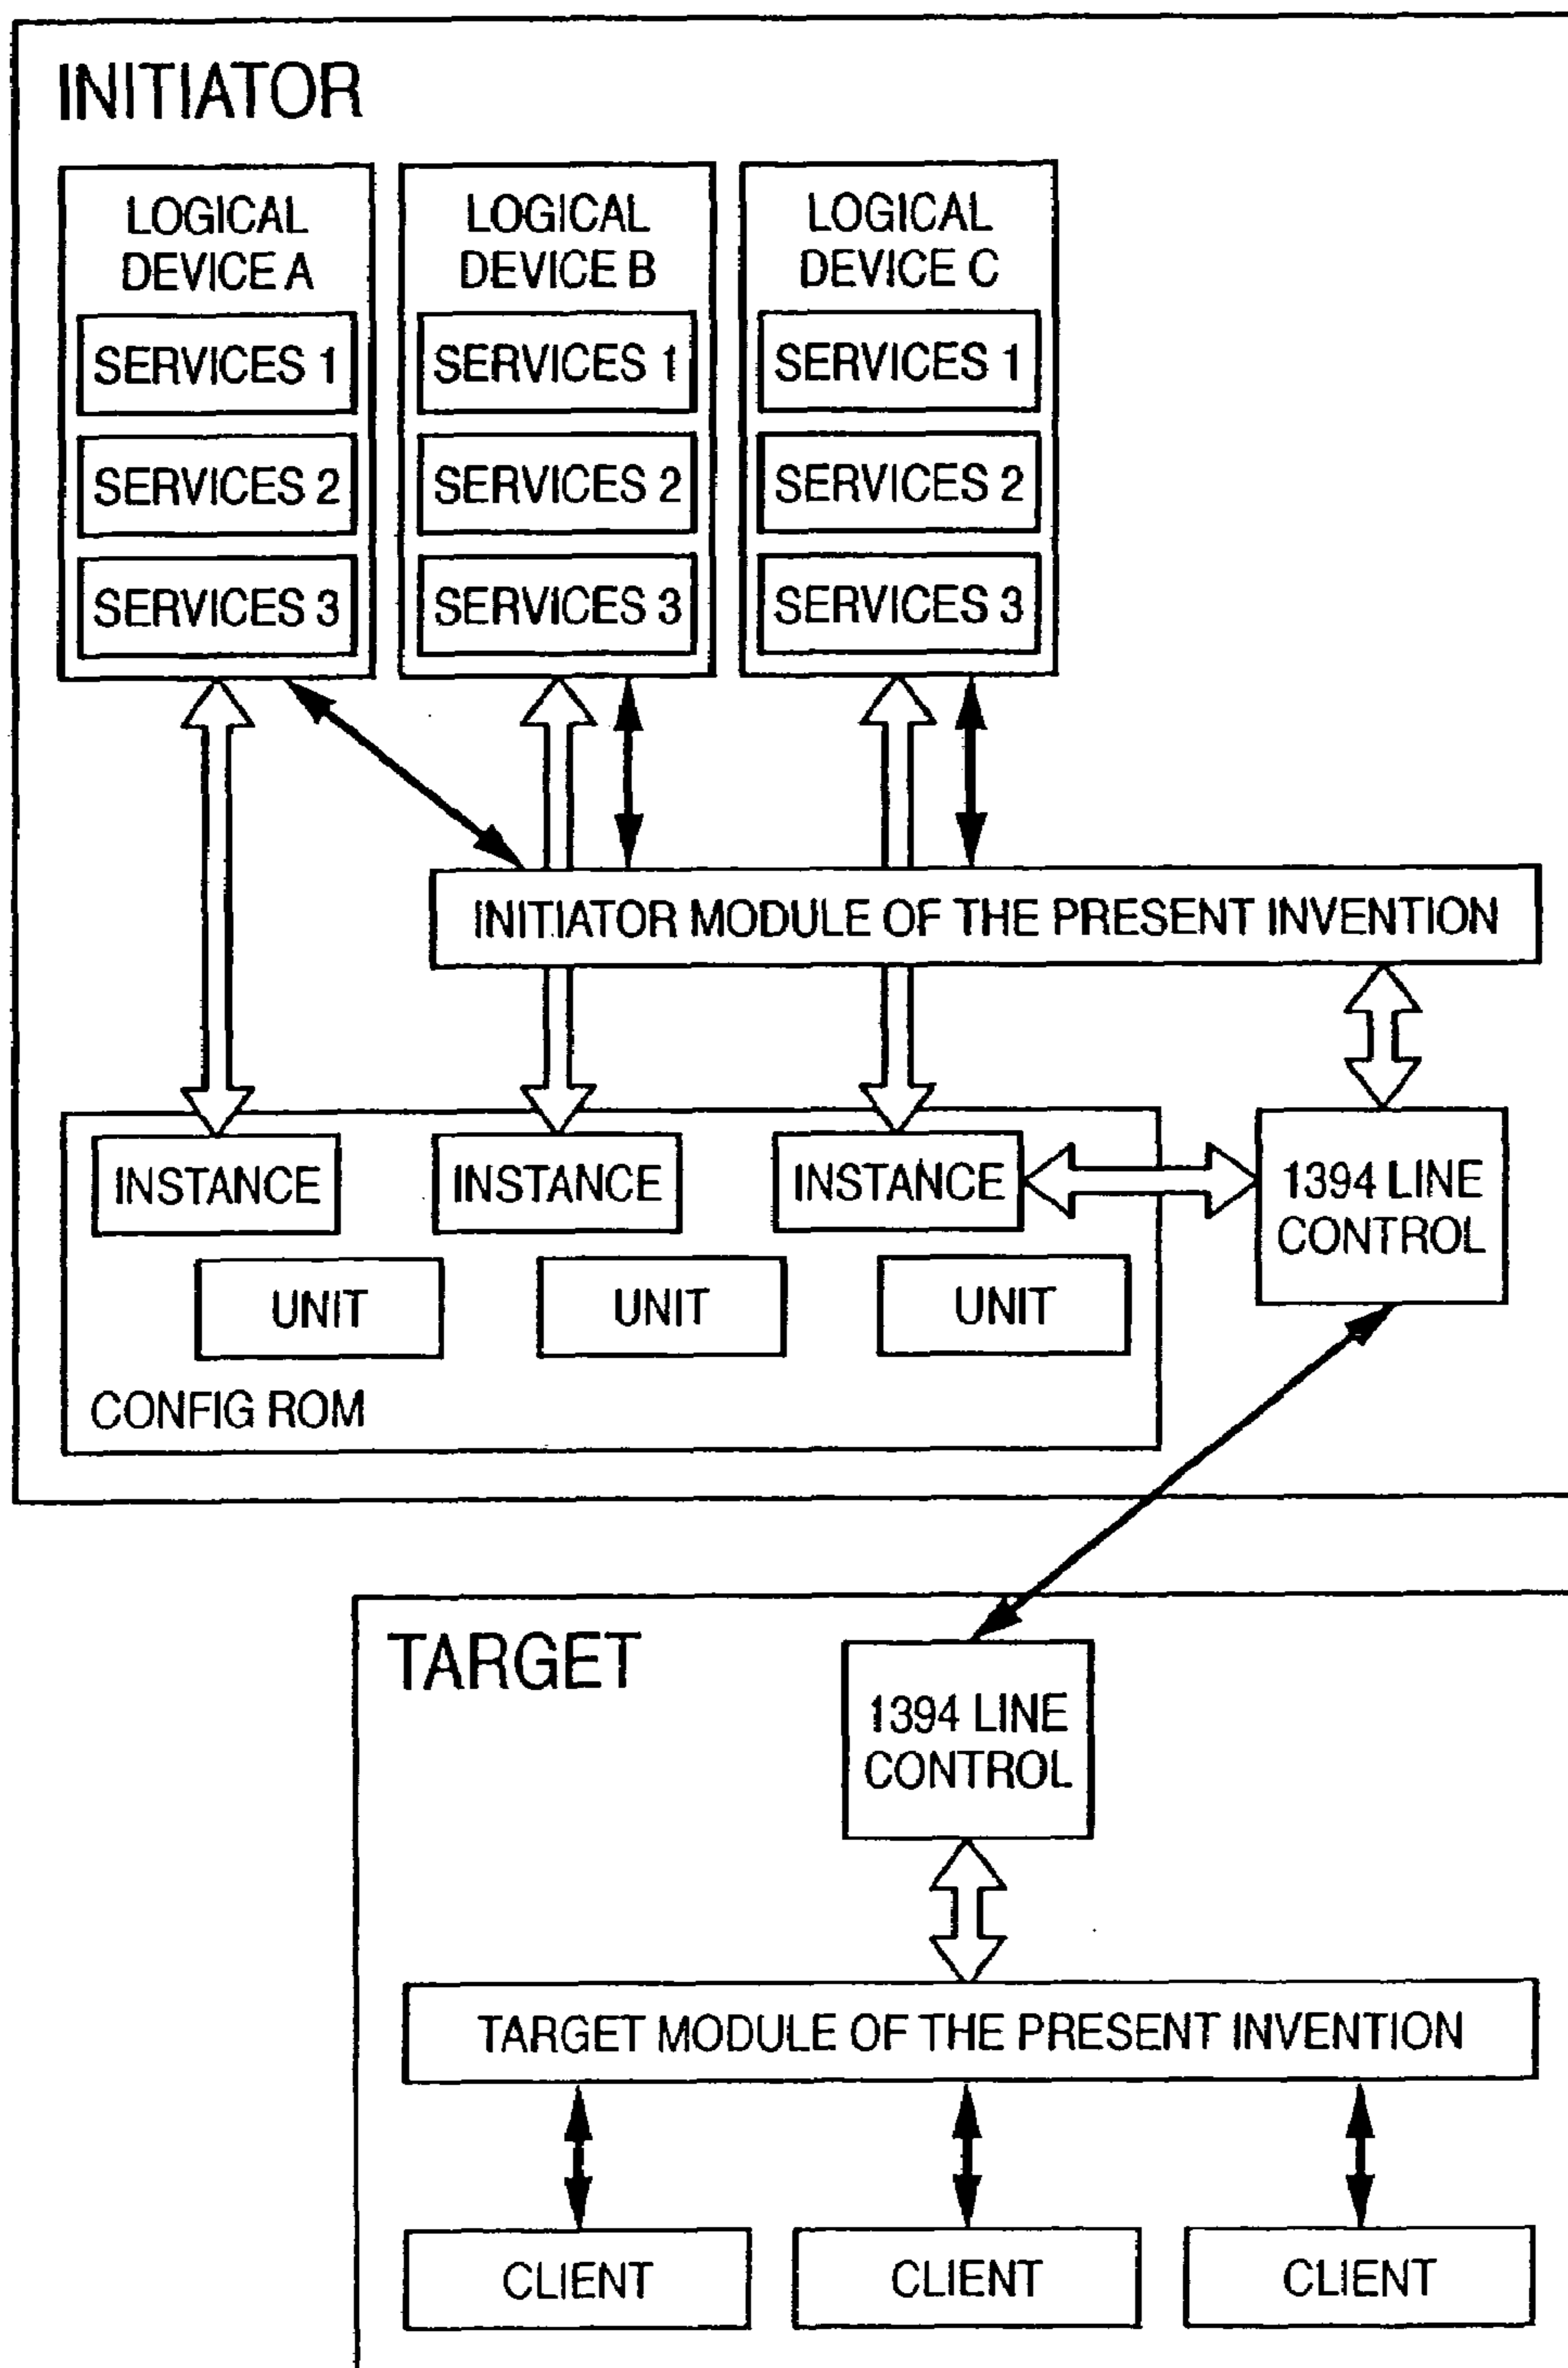 INITIATOR
LOGICAL
DEVICE A
SERVICES 1
SERVICES 2
SERVICES 3
LOGICAL
DEVICE B
SERVICES 1
SERVICES 2
SERVICES 3
LOGICAL
DEVICE C
SERVICES 1
SERVICES 2
SERVICES 3
INITIATOR MODULE OF THE PRESENT INVENTION
INSTANCE
INSTANCE
INSTANCE
1394 LINE
CONTROL
UNIT
UNIT
UNIT
CONFIG ROM
TARGET
1394 LINE
CONTROL
TARGET MODULE OF THE PRESENT INVENTION
CLIENT
CLIENT
CLIENT